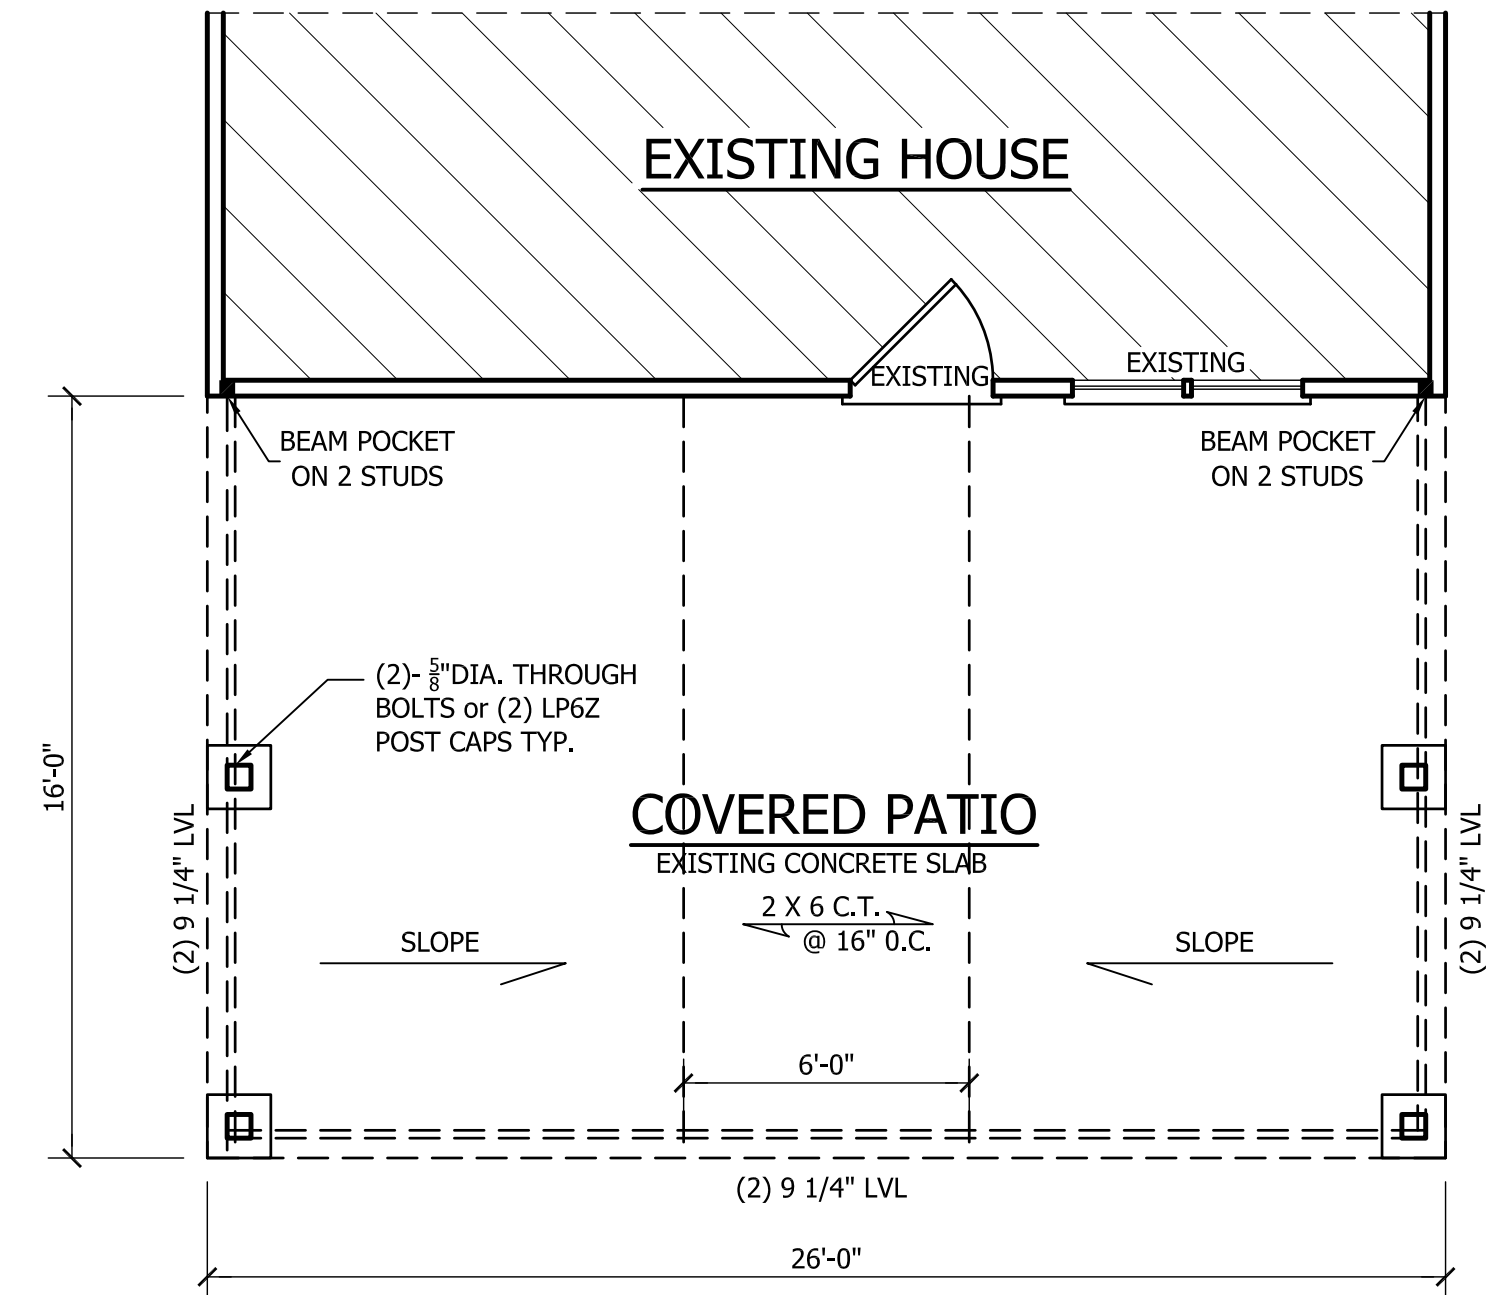 EXISTING HOUSE
EXISTING
EXISTING
BEAM POCKET
ON 2 STUDS
BEAM POCKET
ON 2 STUDS
(2)- 5/8"DIA. THROUGH
BOLTS or (2) LP6Z
POST CAPS TYP.
16'-0"
(2) 9 1/4" LVL
COVERED PATIO
EXISTING CONCRETE SLAB
2 X 6 C.T.
@ 16" O.C.
SLOPE
SLOPE
(2) 9 1/4" LVL
6'-0"
(2) 9 1/4" LVL
26'-0"